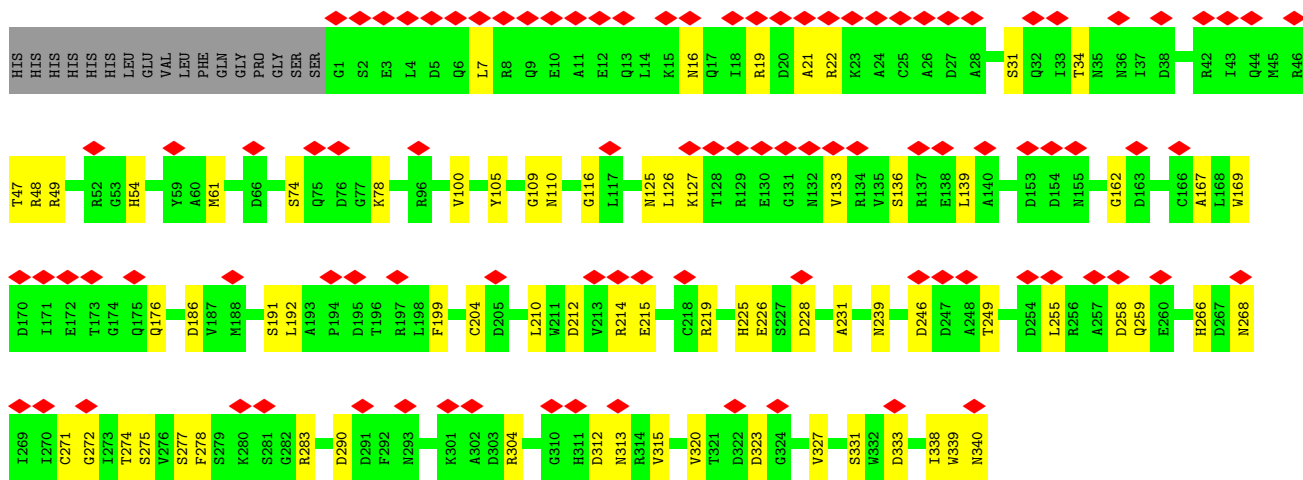 HIS HIS HIS HIS HIS HIS LEU GLU VAL LEU PHE GLN GLY PRO GLY SER SER G1 S2 E3 L4 D5 Q6 L7 R8 Q9 E10 A11 E12 Q13 L14 K15 N16 Q17 I18 R19 D20 A21 R22 K23 A24 C25 A26 D27 A28 S31 Q32 I33 T34 N35 N36 I37 D38 R42 I43 Q44 M45 R46
T47 R48 R49 R52 G53 H54 Y59 A60 M61 D66 S74 Q75 D76 G77 K78 R96 V100 Y105 G109 N110 G116 L117 N125 L126 K127 T128 R129 E130 G131 N132 V133 R134 V135 S136 R137 E138 L139 A140 D153 D154 N155 G162 D163 C166 A167 L168 W169
D170 I171 E172 T173 G174 Q175 Q176 D186 V187 M188 S191 L192 A193 P194 D195 T196 R197 L198 F199 C204 D205 L210 W211 D212 V213 R214 E215 C218 R219 H225 E226 S227 D228 A231 N239 D246 D247 A248 T249 D254 L255 R256 A257 D258 Q259 E260 H266 D267 N268
I269 I270 C271 G272 I273 T274 S275 V276 S277 F278 S279 K280 S281 G282 R283 D290 D291 F292 N293 K301 A302 D303 R304 G310 H311 D312 N313 R314 V315 V320 T321 D322 D323 G324 V327 S331 W332 D333 I338 W339 N340